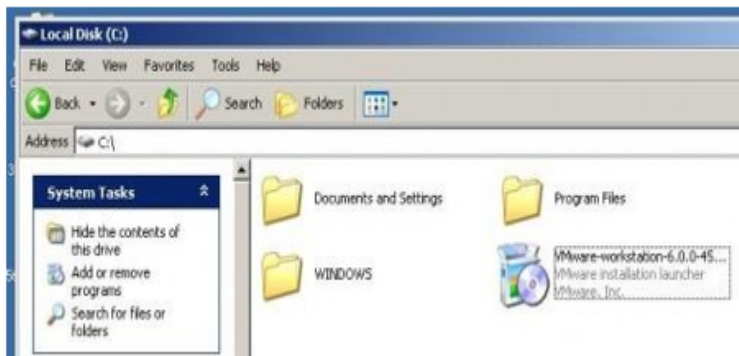 Local Disk (C:)
File Edit View Favorites Tools Help
Back Search Folders
Address C:\
System Tasks
Hide the contents of
this drive
Add or remove
programs
Search for files or
folders
Documents and Settings
Program Files
WINDOWS
VMware-workstation-6.0.0-45...
VMware installation launcher
VMware, Inc.